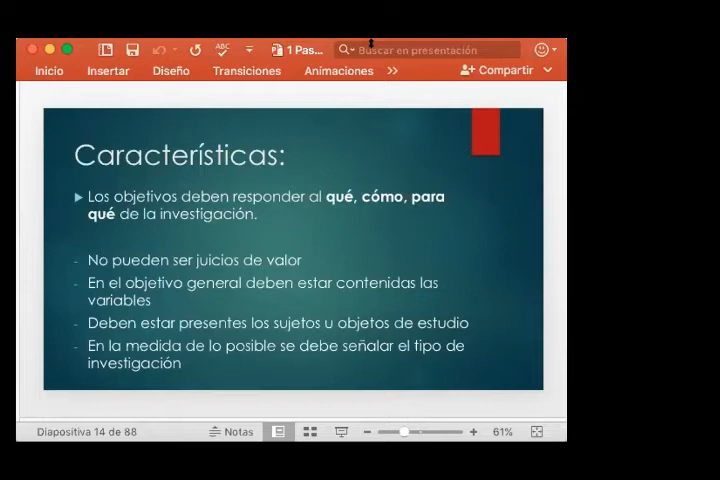 ABC
1 Pas...
Buscar en presentación
Inicio
Insertar
Diseño
Transiciones
Animaciones
Compartir
Características:
Los objetivos deben responder al qué, cómo, para
qué de la investigación.
- No pueden ser juicios de valor
- En el objetivo general deben estar contenidas las
variables
- Deben estar presentes los sujetos u objetos de estudio
- En la medida de lo posible se debe señalar el tipo de
investigación
Diapositiva 14 de 88
Notas
61%